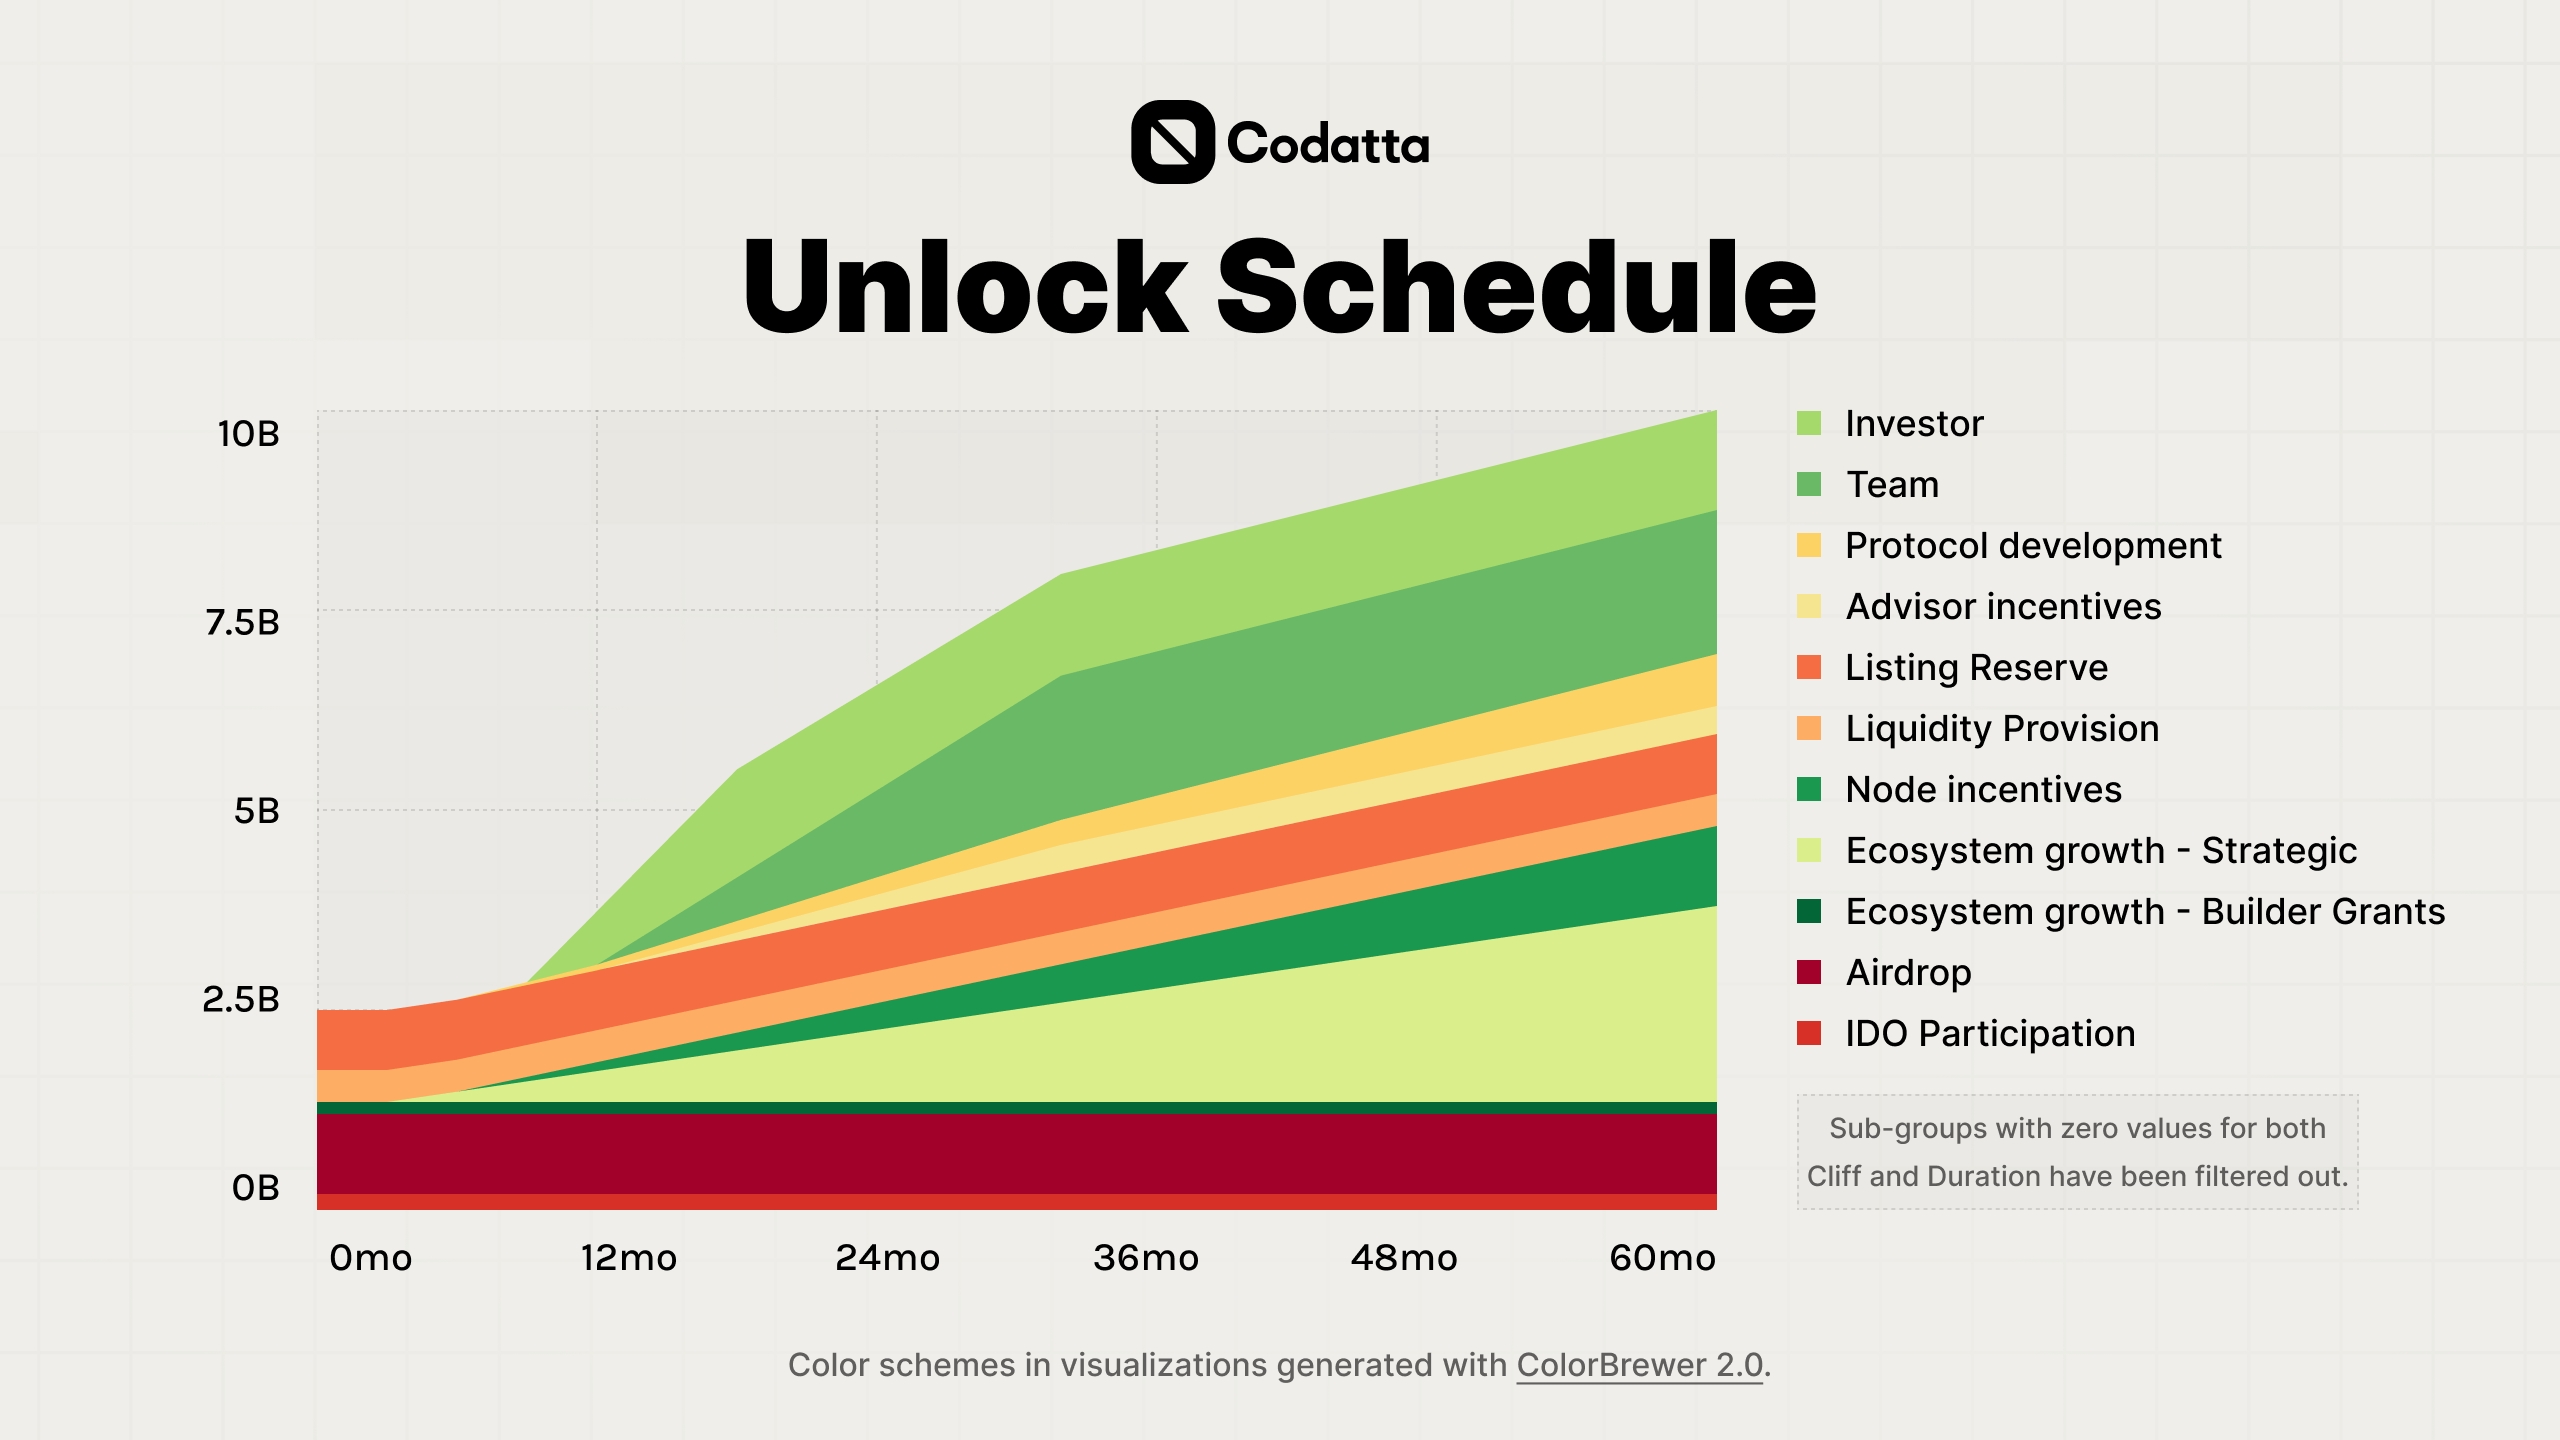 Codatta
Unlock Schedule
10B
7.5B
5B
2.5B
0B
0mo
12mo
24mo
36mo
48mo
60mo
Investor
Team
Protocol development
Advisor incentives
Listing Reserve
Liquidity Provision
Node incentives
Ecosystem growth - Strategic
Ecosystem growth - Builder Grants
Airdrop
IDO Participation
Sub-groups with zero values for both
Cliff and Duration have been filtered out.
Color schemes in visualizations generated with ColorBrewer 2.0.